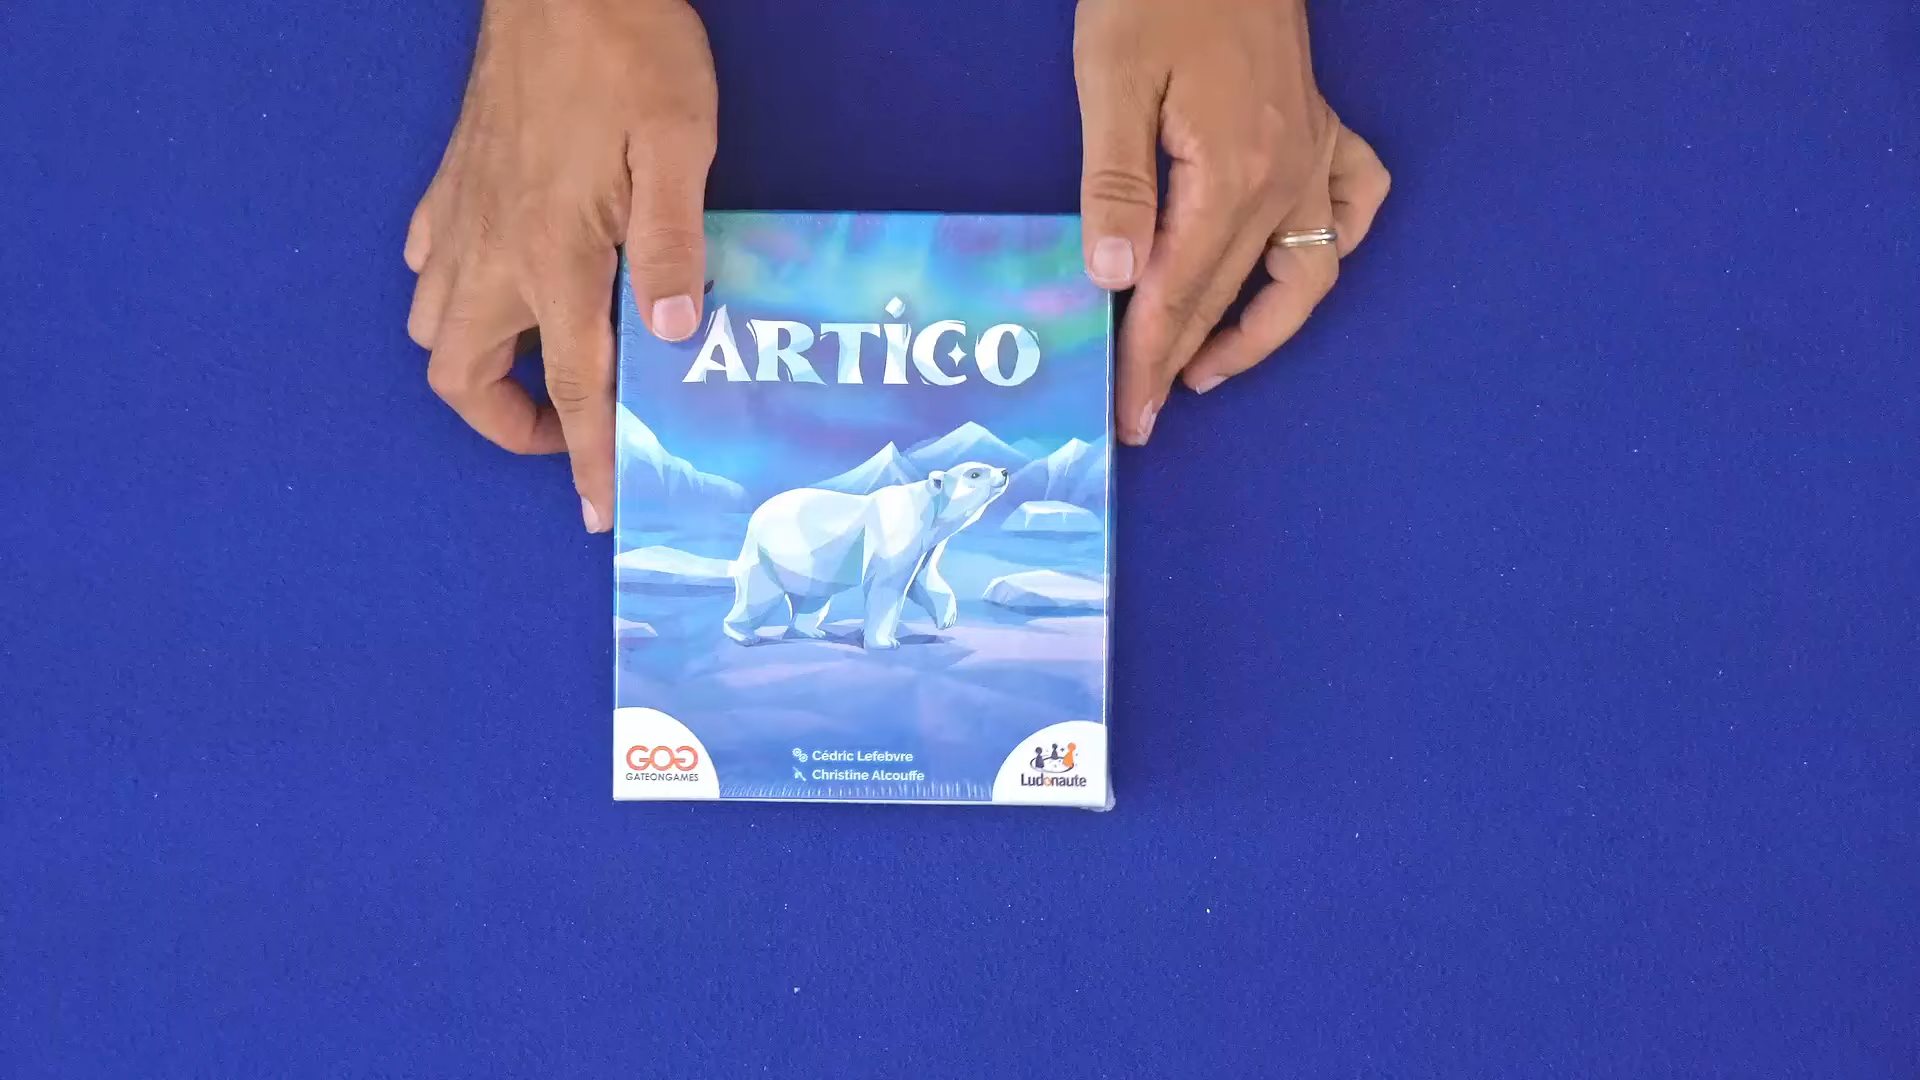 ARTICO
Cédric Lefebvre
Christine Alcouffe
GOG
GATEONGAMES
Ludonaute